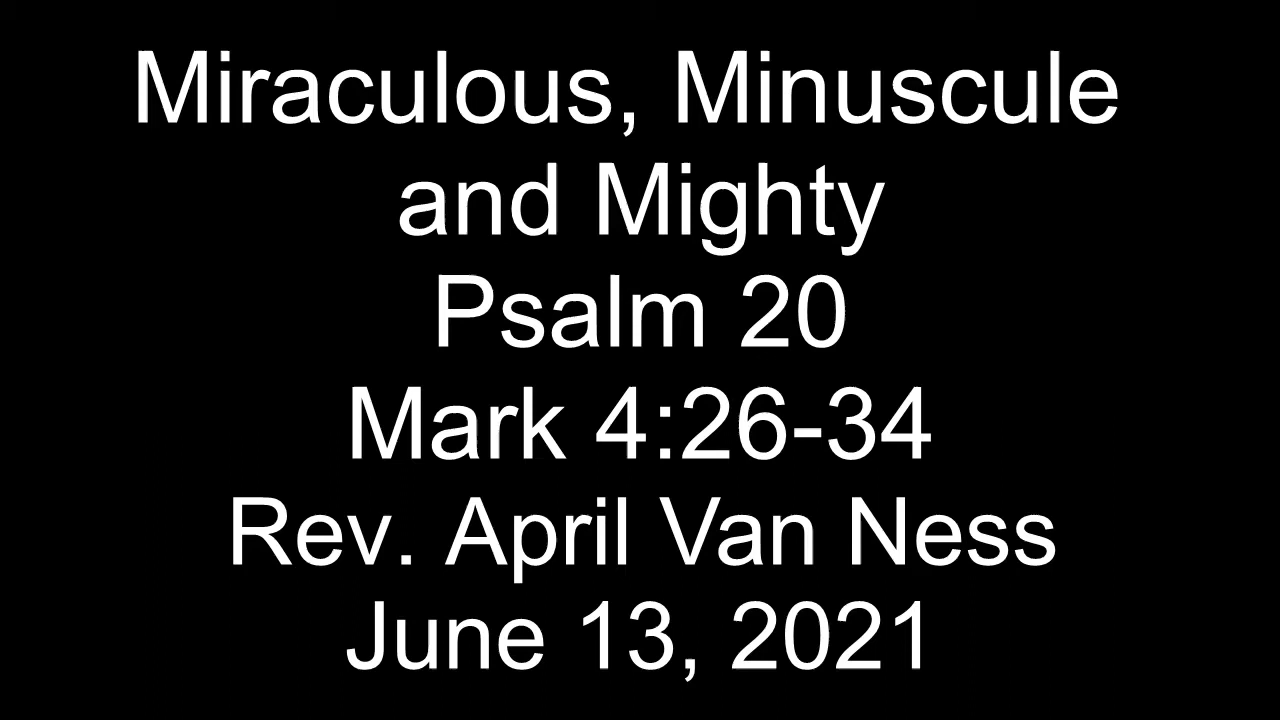 Miraculous, Minuscule
and Mighty
Psalm 20
Mark 4:26-34
Rev. April Van Ness
June 13, 2021